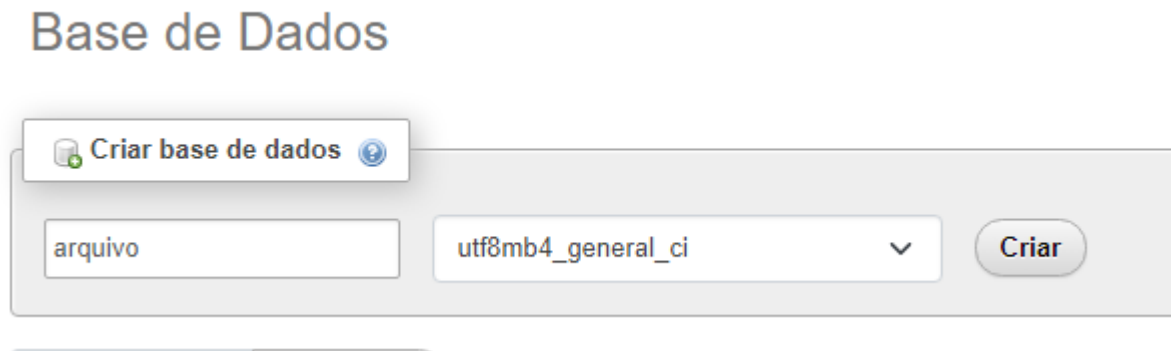 Base de Dados
Criar base de dados
arquivo utf8mb4_general_ci Criar